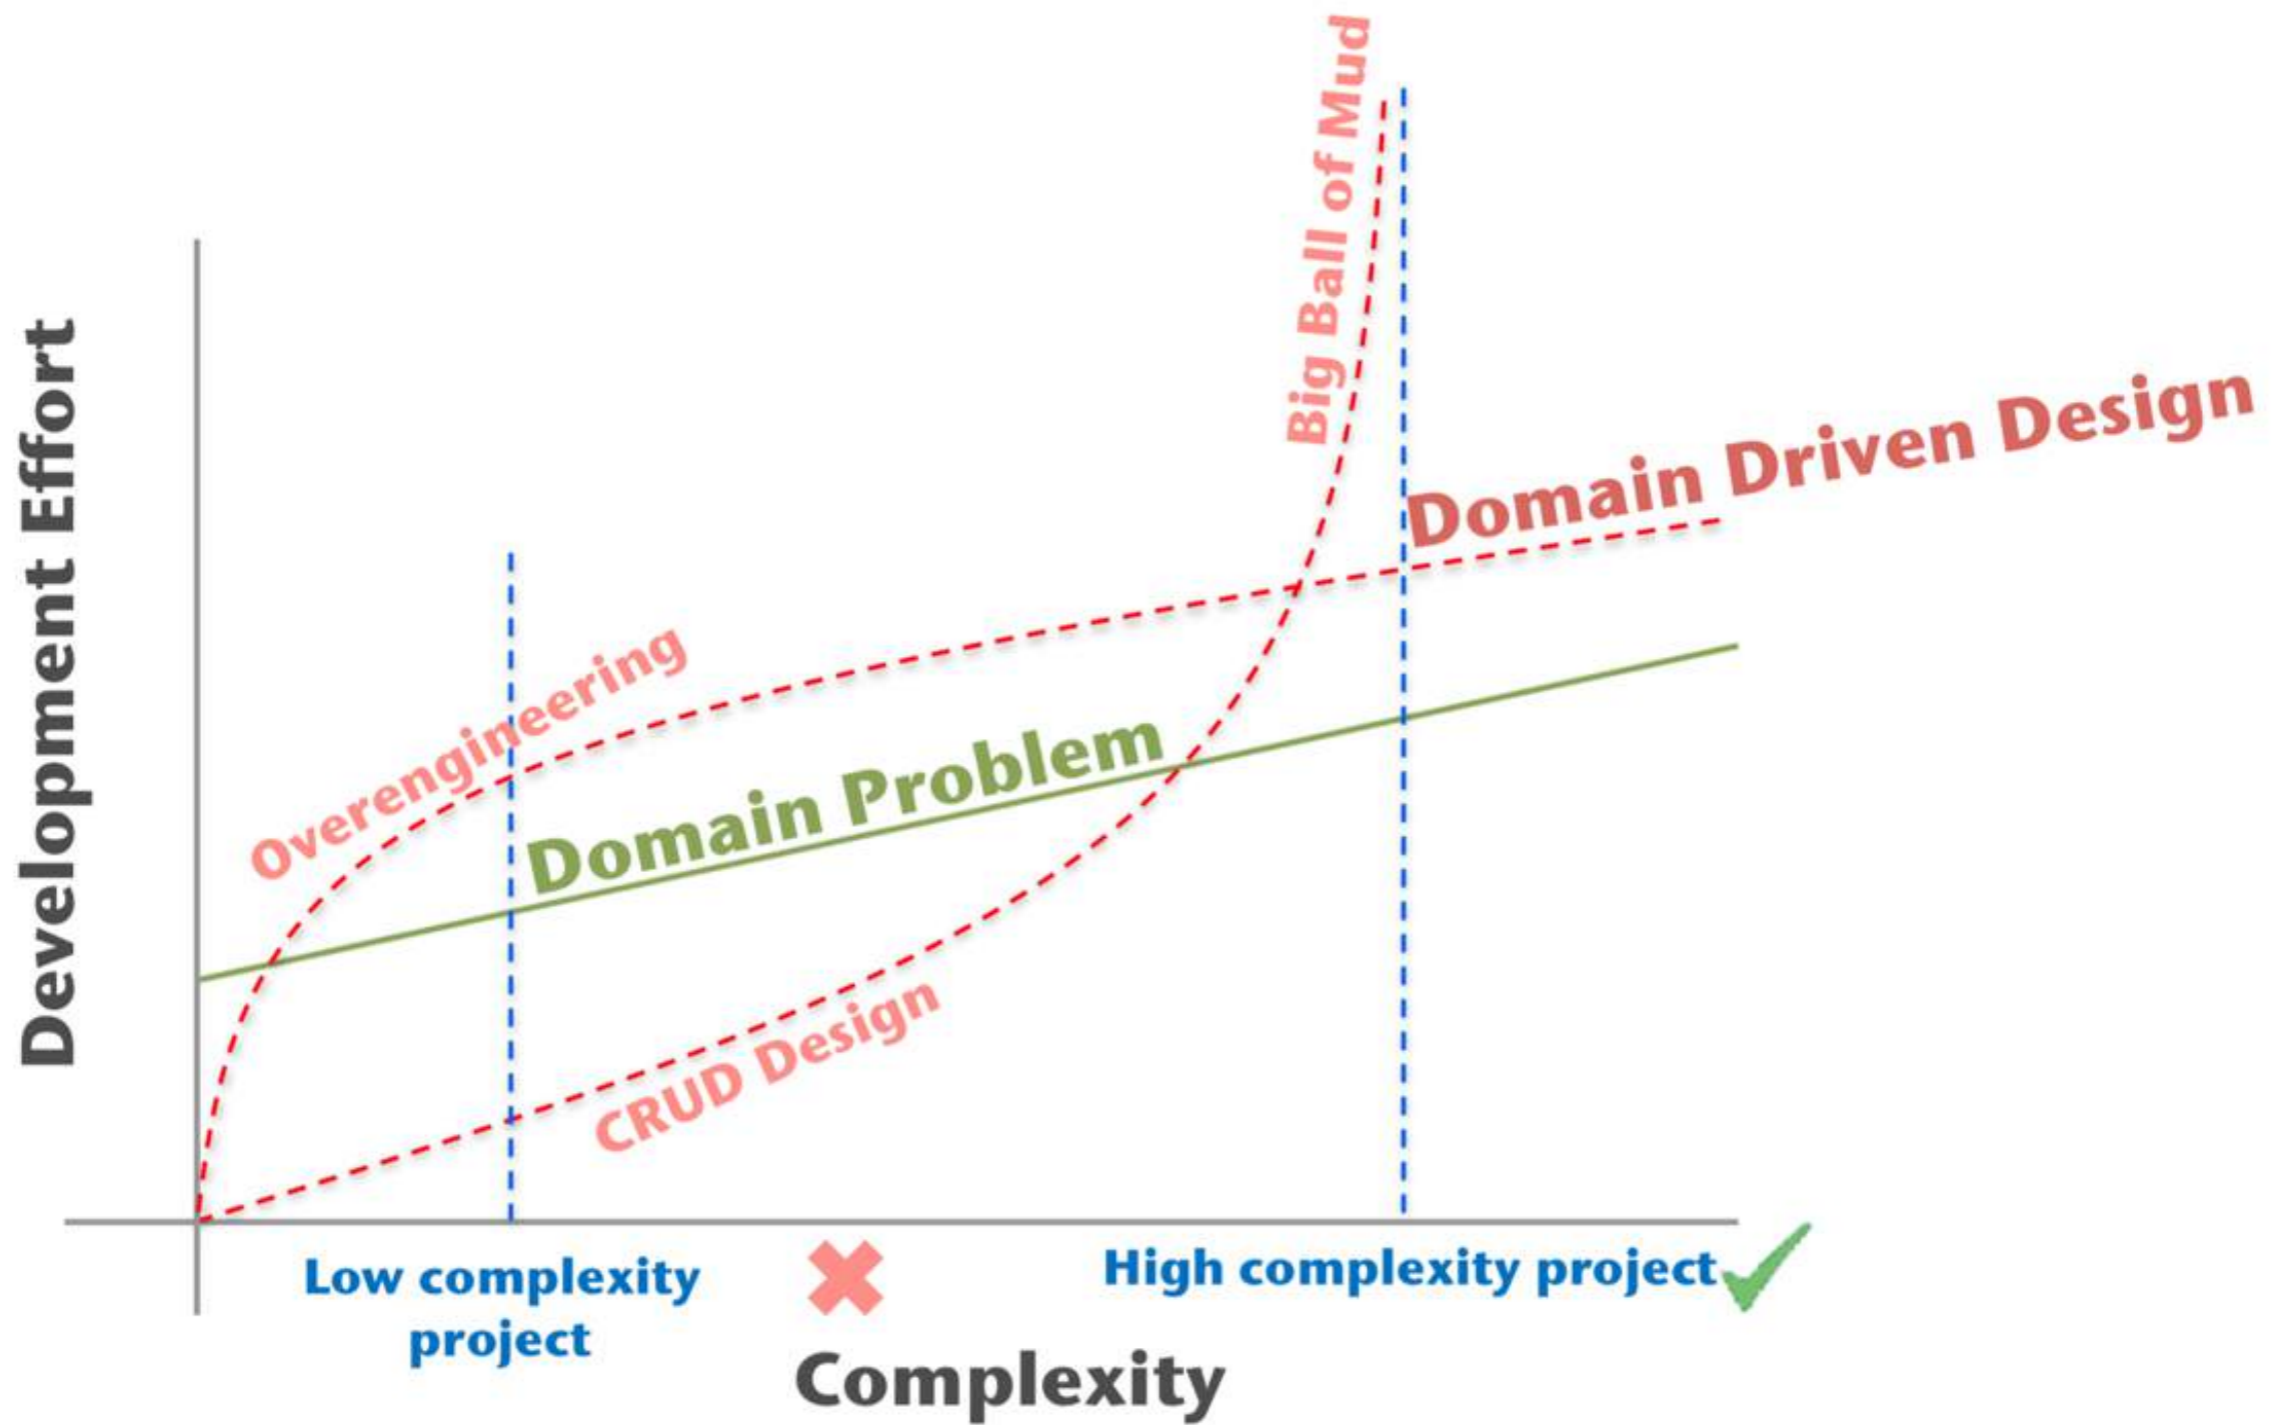 Development Effort
Big Ball of Mud
Domain Driven Design
Overengineering
Domain Problem
CRUD Design
Low complexity
project
High complexity project
Complexity